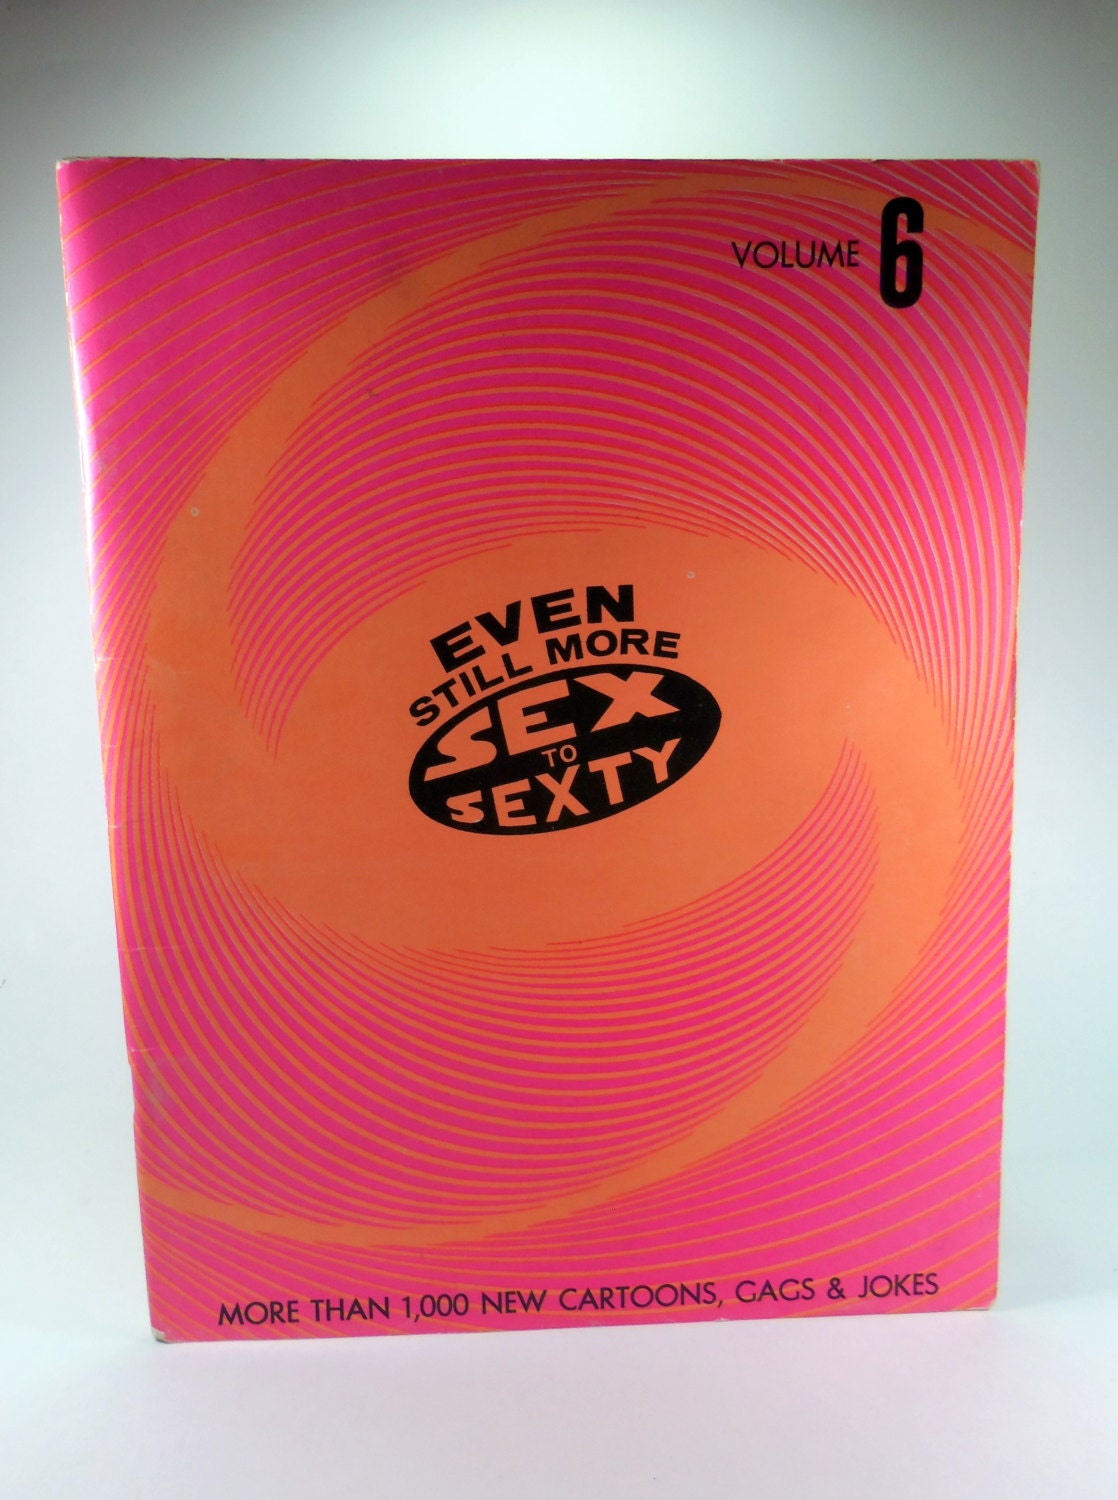 VOLUME 6
EVEN
STILL MORE
SEX
TO
SEXTY
MORE THAN 1,000 NEW CARTOONS, GAGS & JOKES